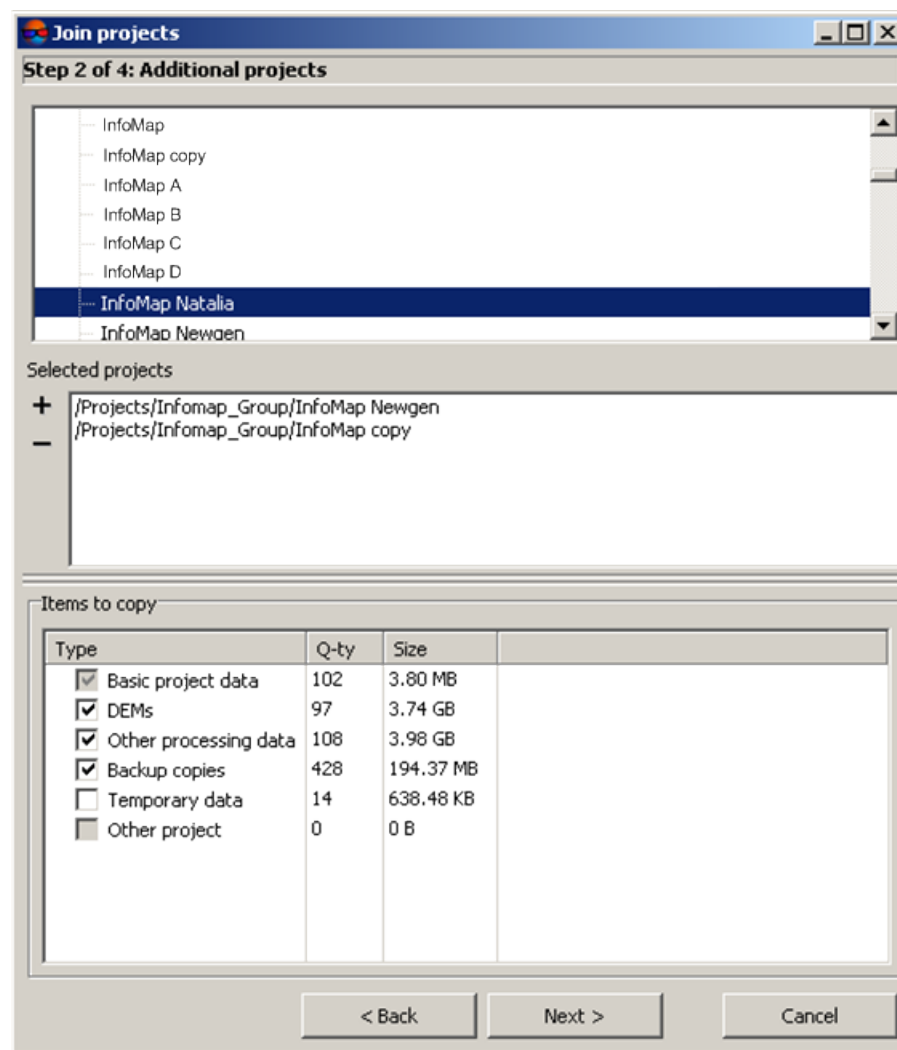 Join projects
Step 2 of 4: Additional projects
InfoMap
InfoMap copy
InfoMap A
InfoMap B
InfoMap C
InfoMap D
InfoMap Natalia
InfoMap Newgen
Selected projects
+ /Projects/Infomap_Group/InfoMap Newgen
− /Projects/Infomap_Group/InfoMap copy
Items to copy
Type Q-ty Size
Basic project data 102 3.80 MB
DEMs 97 3.74 GB
Other processing data 108 3.98 GB
Backup copies 428 194.37 MB
Temporary data 14 638.48 KB
Other project 0 0 B
< Back Next > Cancel